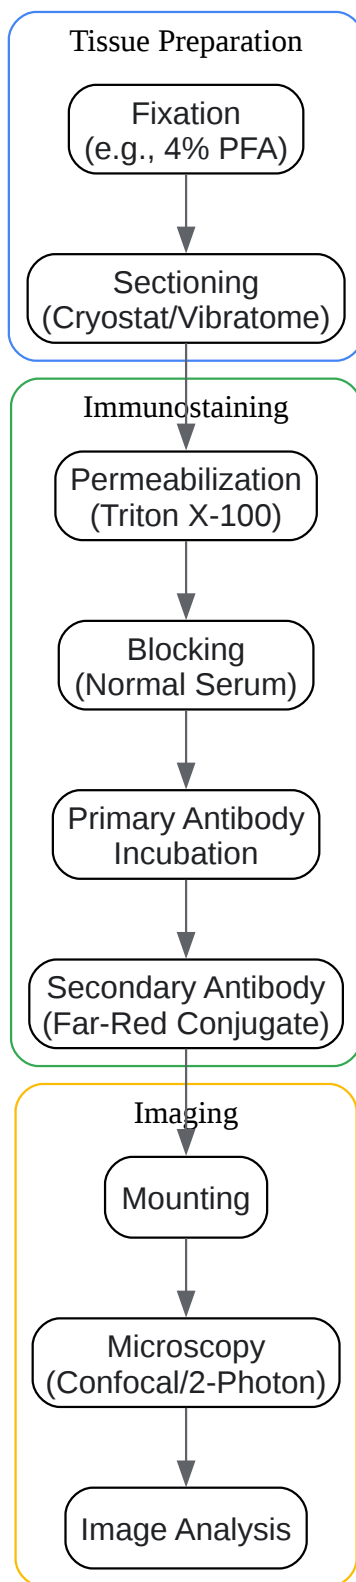 Tissue Preparation
Fixation
(e.g., 4% PFA)
Sectioning
(Cryostat/Vibratome)
Immunostaining
Permeabilization
(Triton X-100)
Blocking
(Normal Serum)
Primary Antibody
Incubation
Secondary Antibody
(Far-Red Conjugate)
Imaging
Mounting
Microscopy
(Confocal/2-Photon)
Image Analysis